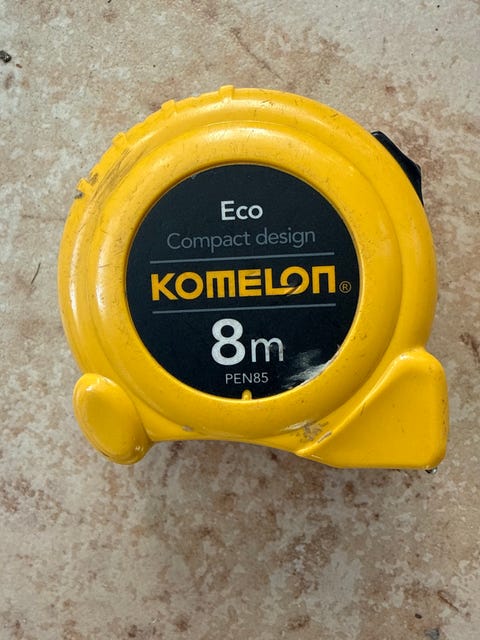 Eco
Compact design
KOMELON®
8m
PEN85